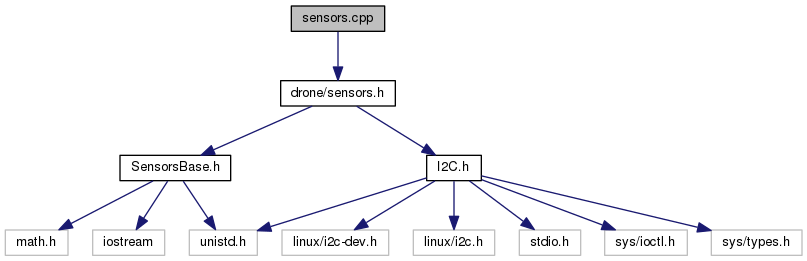 sensors.cpp
drone/sensors.h
SensorsBase.h
I2C.h
math.h
iostream
unistd.h
linux/i2c-dev.h
linux/i2c.h
stdio.h
sys/ioctl.h
sys/types.h